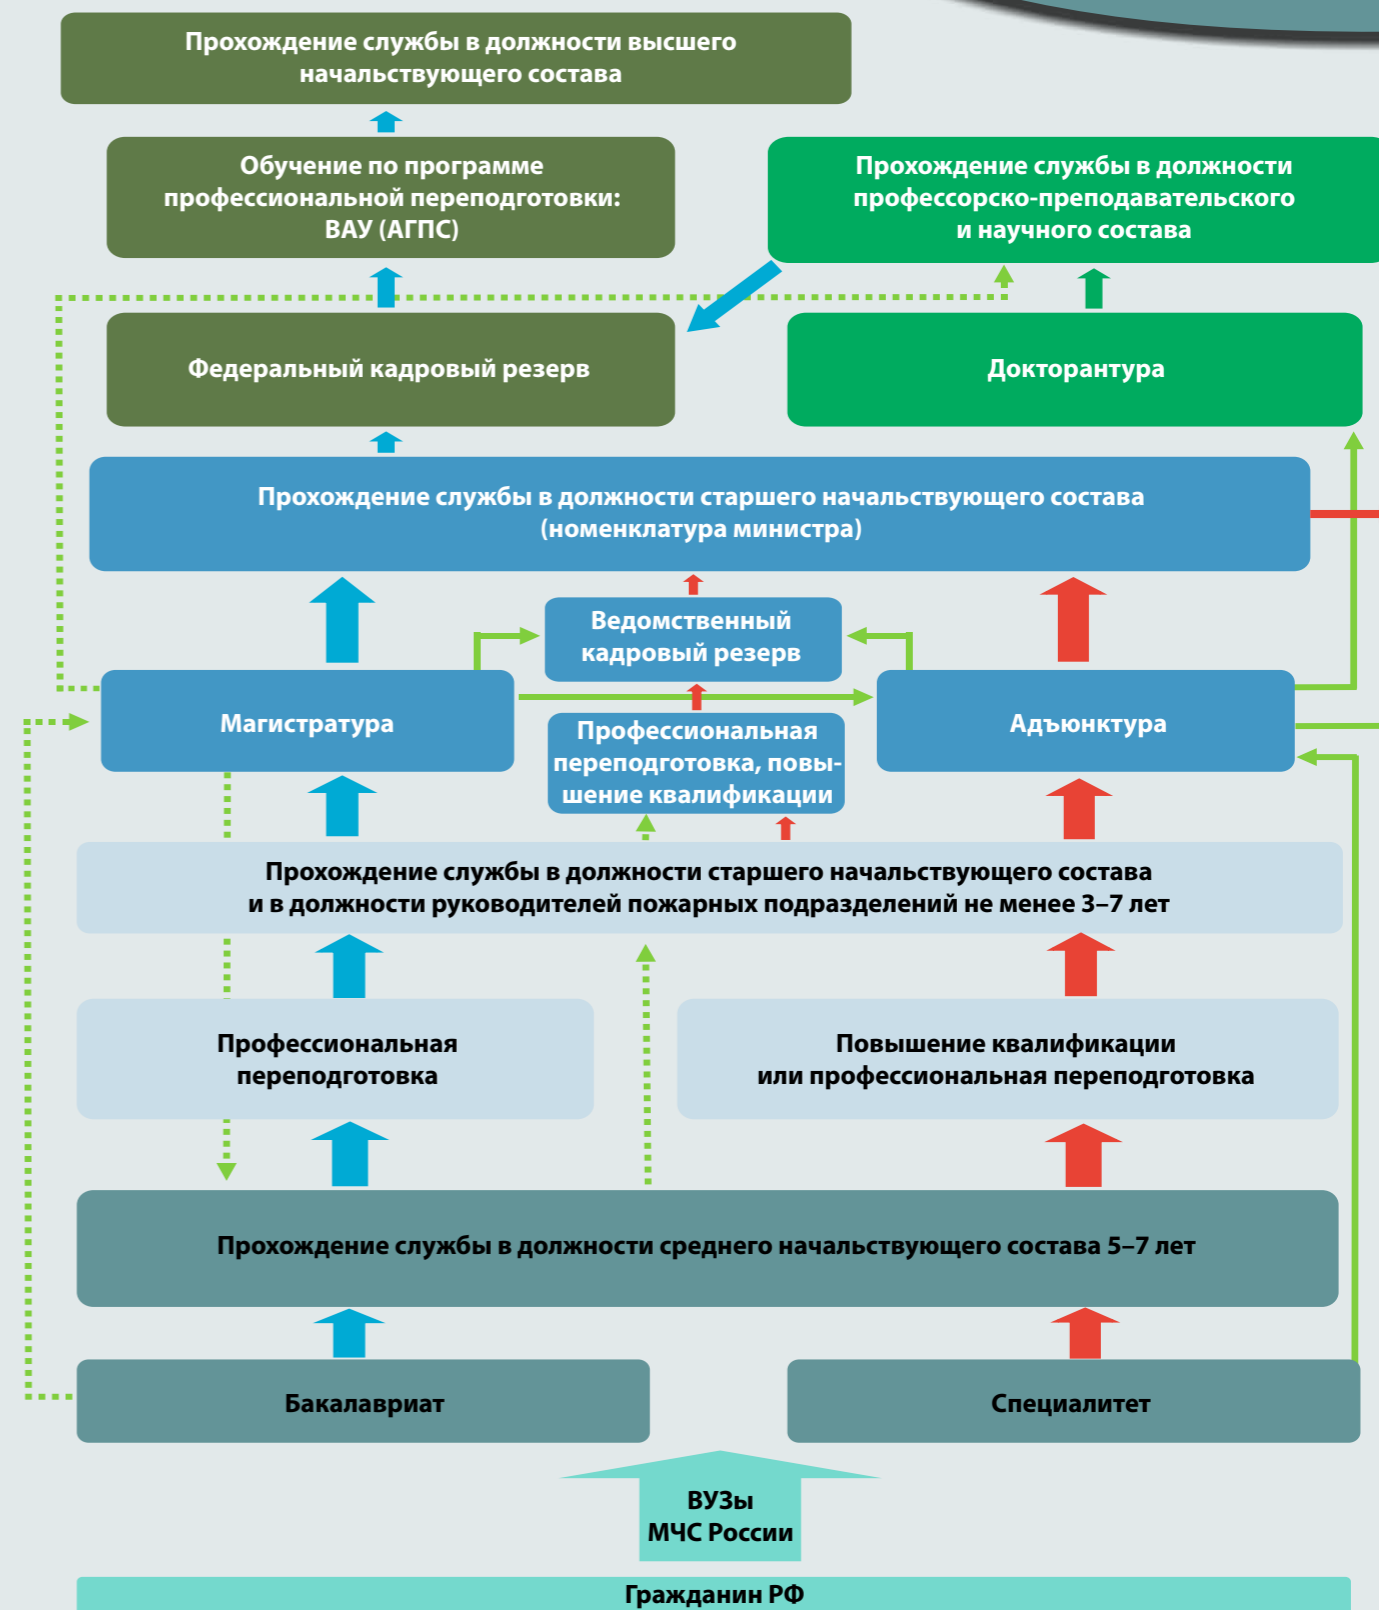 Прохождение службы в должности высшего
начальствующего состава
Обучение по программе
профессиональной переподготовки:
ВАУ (АГПС)
Прохождение службы в должности
профессорско-преподавательского
и научного состава
Федеральный кадровый резерв
Докторантура
Прохождение службы в должности старшего начальствующего состава
(номенклатура министра)
Ведомственный
кадровый резерв
Магистратура
Профессиональная
переподготовка, повы-
шение квалификации
Адъюнктура
Прохождение службы в должности старшего начальствующего состава
и в должности руководителей пожарных подразделений не менее 3–7 лет
Профессиональная
переподготовка
Повышение квалификации
или профессиональная переподготовка
Прохождение службы в должности среднего начальствующего состава 5–7 лет
Бакалавриат
Специалитет
ВУЗы
МЧС России
Гражданин РФ